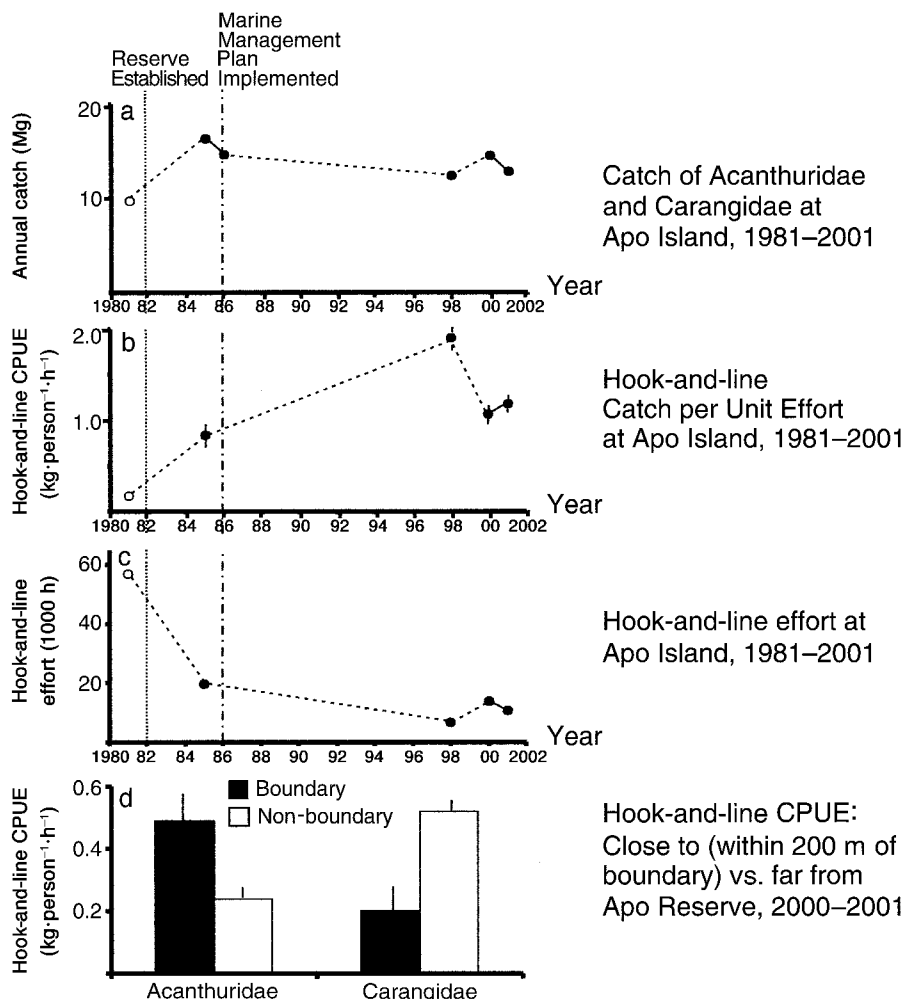 Reserve
Established
Marine
Management
Plan
Implemented
a
Annual catch (Mg)
20
10
1980 82 84 86 88 90 92 94 96 98 00 2002
Year
Catch of Acanthuridae
and Carangidae at
Apo Island, 1981–2001
b
Hook-and-line CPUE
(kg·person⁻¹·h⁻¹)
2.0
1.0
1980 82 84 86 88 90 92 94 96 98 00 2002
Year
Hook-and-line
Catch per Unit Effort
at Apo Island, 1981–2001
c
Hook-and-line
effort (1000 h)
60
40
20
1980 82 84 86 88 90 92 94 96 98 00 2002
Year
Hook-and-line effort at
Apo Island, 1981–2001
d
Hook-and-line CPUE
(kg·person⁻¹·h⁻¹)
0.6
0.4
0.2
Boundary
Non-boundary
Acanthuridae Carangidae
Hook-and-line CPUE:
Close to (within 200 m of
boundary) vs. far from
Apo Reserve, 2000–2001